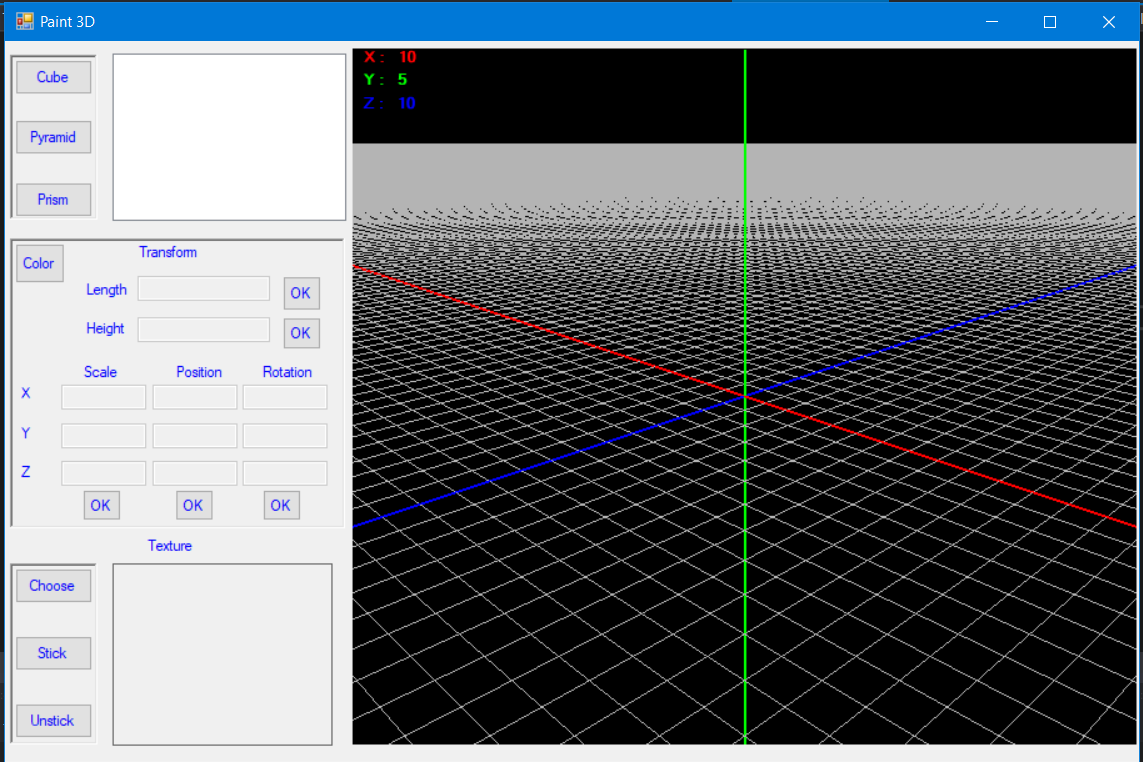 Paint 3D
Cube
Pyramid
Prism
X : 10
Y : 5
Z : 10
Color
Transform
Length OK
Height OK
Scale Position Rotation
X
Y
Z
OK OK OK
Texture
Choose
Stick
Unstick